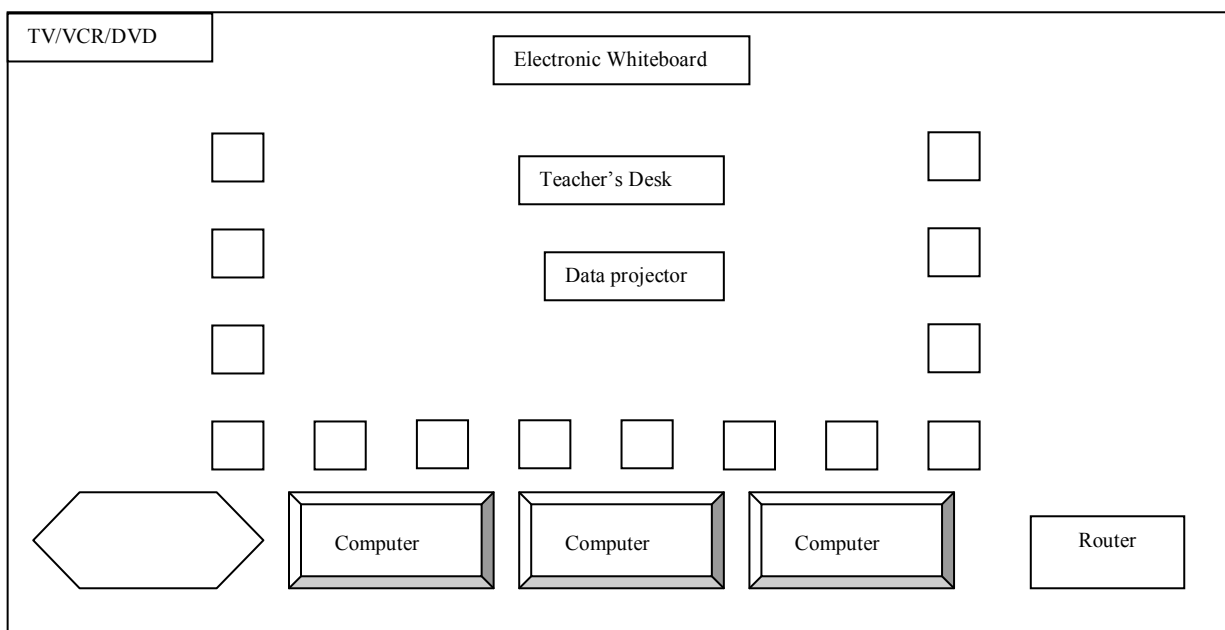 TV/VCR/DVD
Electronic Whiteboard
Teacher’s Desk
Data projector
Computer
Computer
Computer
Router